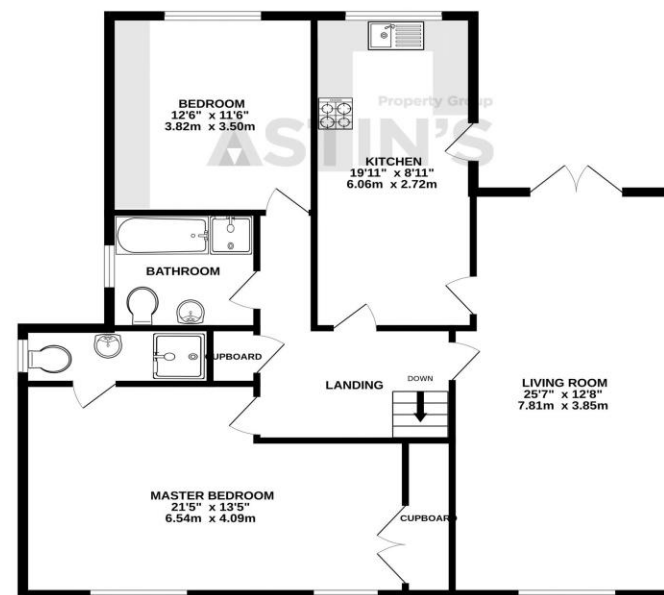 BEDROOM
12'6" x 11'6"
3.82m x 3.50m
Property Group
ASTIN'S
KITCHEN
19'11" x 8'11"
6.06m x 2.72m
BATHROOM
CUPBOARD
LANDING
DOWN
LIVING ROOM
25'7" x 12'8"
7.81m x 3.85m
MASTER BEDROOM
21'5" x 13'5"
6.54m x 4.09m
CUPBOARD